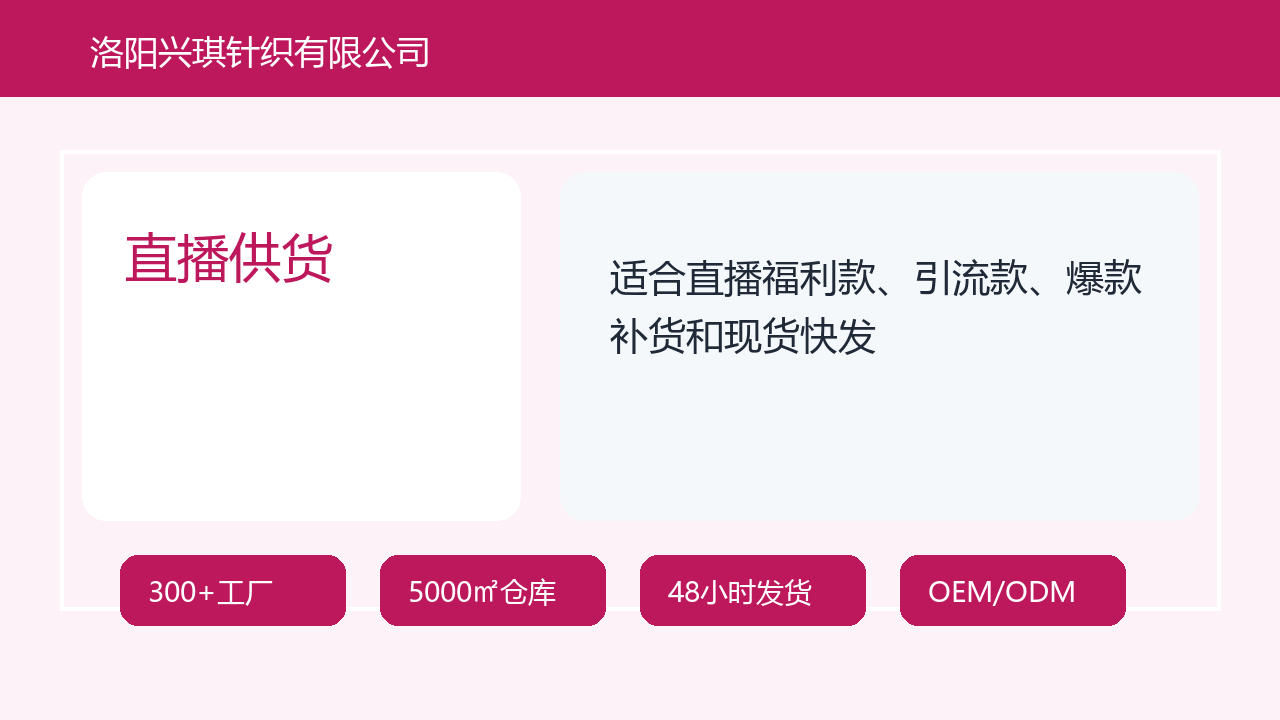 洛阳兴琪针织有限公司
直播供货
适合直播福利款、引流款、爆款
补货和现货快发
300+工厂
5000㎡仓库
48小时发货
OEM/ODM